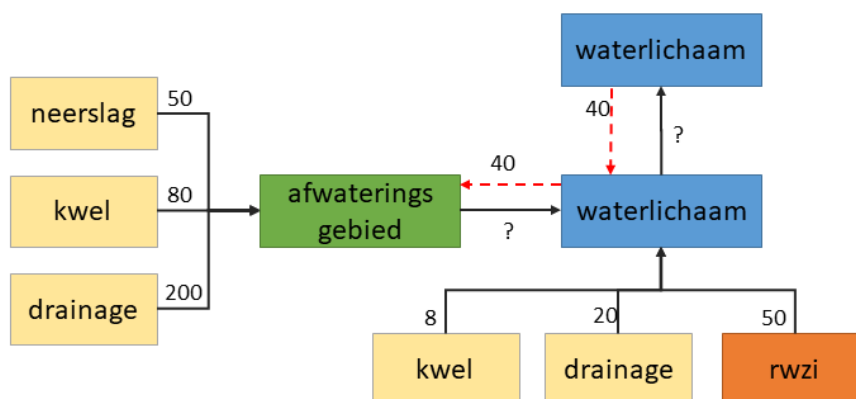 waterlichaam
50
neerslag
40
?
40
80
kwel
afwaterings
gebied
waterlichaam
?
200
drainage
8
20
50
kwel
drainage
rwzi